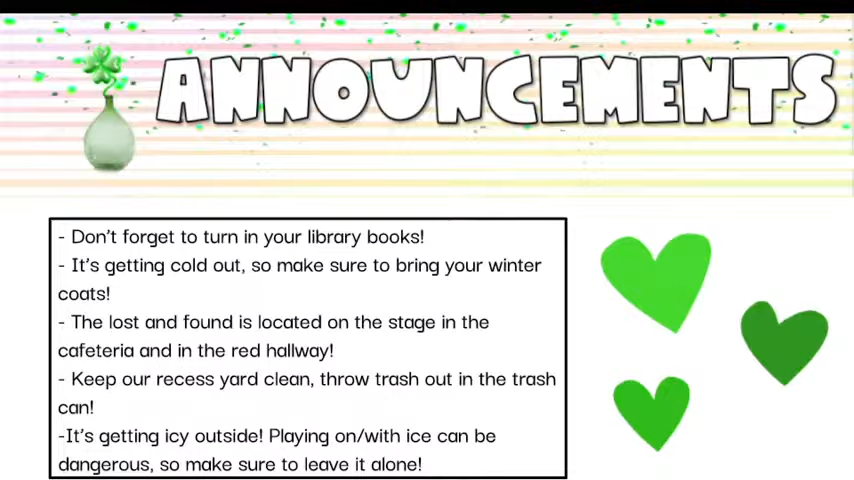 ANNOUNCEMENTS
- Don't forget to turn in your library books!
- It's getting cold out, so make sure to bring your winter
coats!
- The lost and found is located on the stage in the
cafeteria and in the red hallway!
- Keep our recess yard clean, throw trash out in the trash
can!
-It's getting icy outside! Playing on/with ice can be
dangerous, so make sure to leave it alone!